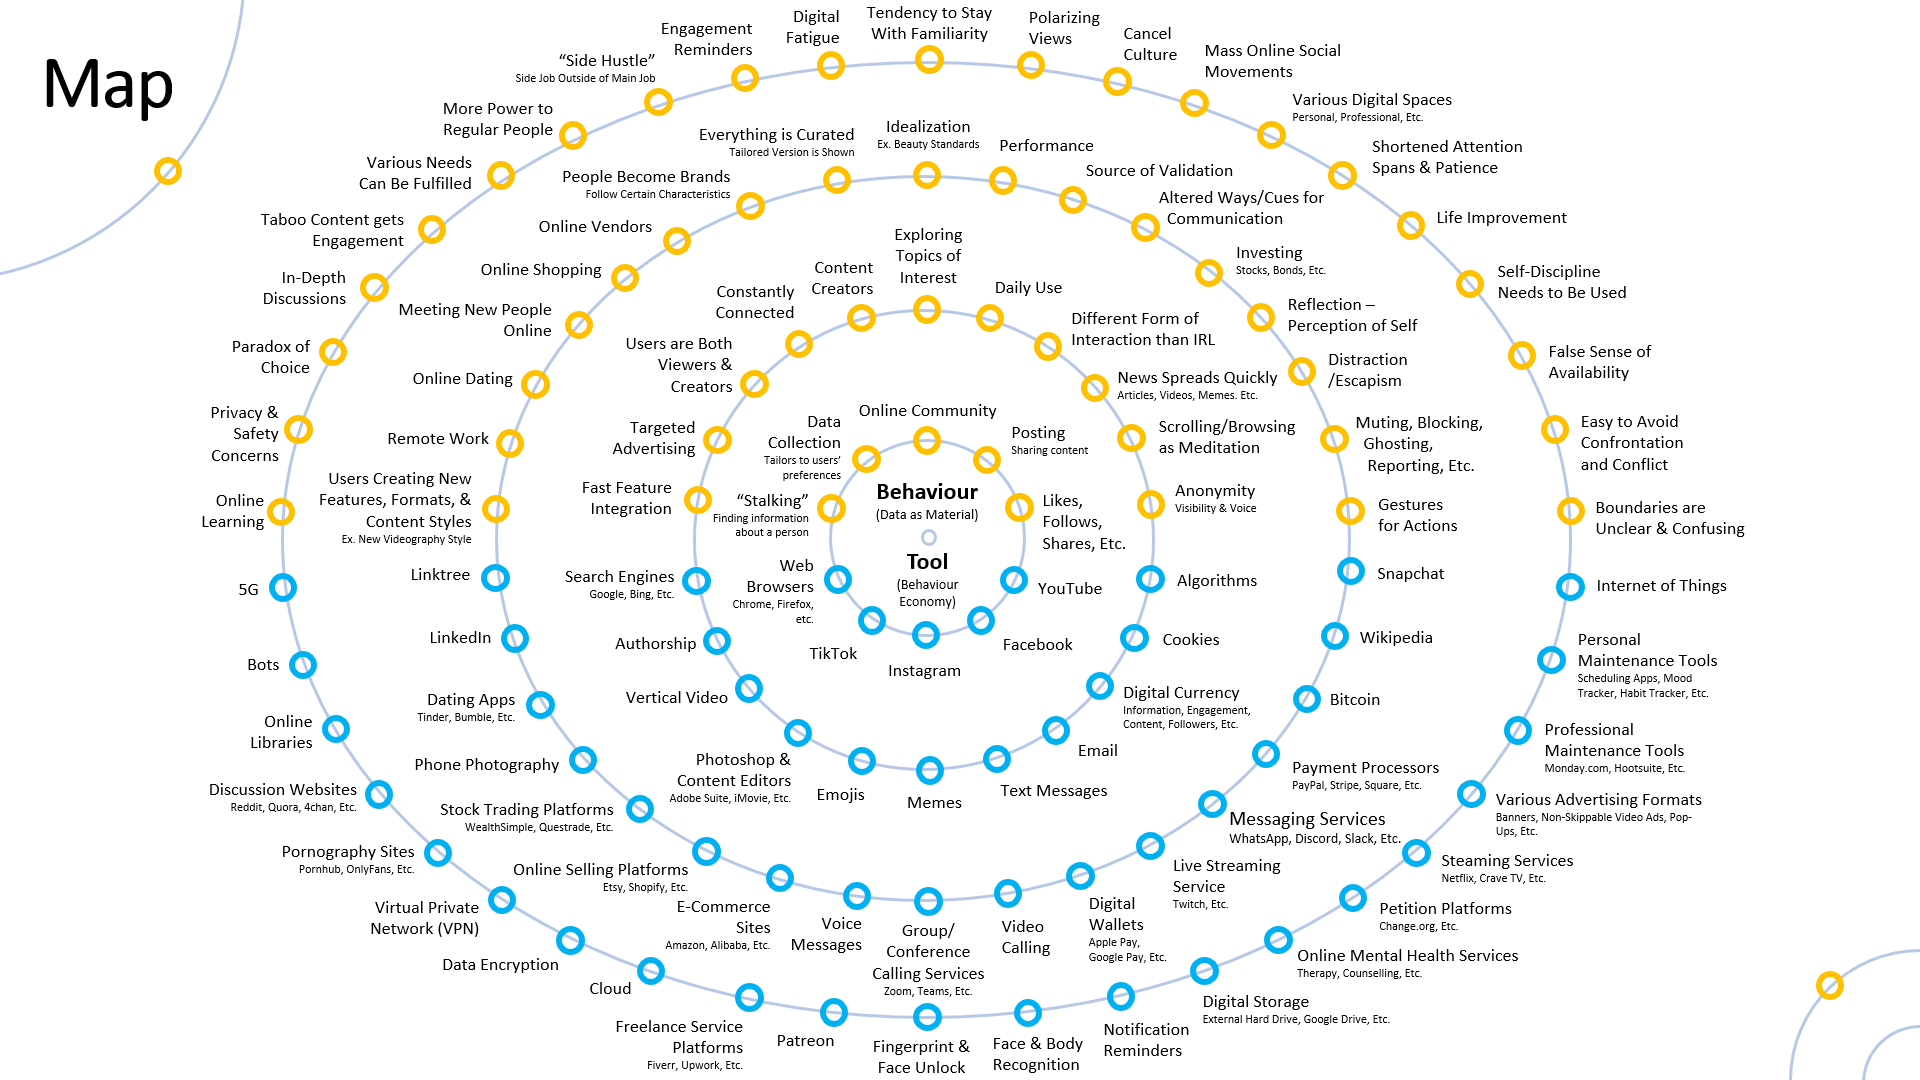 Map
Tendency to Stay
With Familiarity
Polarizing
Views
Cancel
Culture
Mass Online Social
Movements
Various Digital Spaces
Personal, Professional, Etc.
Shortened Attention
Spans & Patience
Life Improvement
Self-Discipline
Needs to Be Used
False Sense of
Availability
Easy to Avoid
Confrontation
and Conflict
Boundaries are
Unclear & Confusing
Digital
Fatigue
Engagement
Reminders
“Side Hustle”
Side Job Outside of Main Job
More Power to
Regular People
Various Needs
Can Be Fulfilled
Taboo Content gets
Engagement
In-Depth
Discussions
Paradox of
Choice
Privacy &
Safety
Concerns
Online
Learning
Idealization
Ex. Beauty Standards
Performance
Source of Validation
Altered Ways/Cues for
Communication
Investing
Stocks, Bonds, Etc.
Reflection –
Perception of Self
Distraction
/Escapism
Muting, Blocking,
Ghosting,
Reporting, Etc.
Gestures
for Actions
Everything is Curated
Tailored Version is Shown
People Become Brands
Follow Certain Characteristics
Online Vendors
Online Shopping
Meeting New People
Online
Online Dating
Remote Work
Users Creating New
Features, Formats, &
Content Styles
Ex. New Videography Style
Exploring
Topics of
Interest
Daily Use
Different Form of
Interaction than IRL
News Spreads Quickly
Articles, Videos, Memes. Etc.
Scrolling/Browsing
as Meditation
Anonymity
Visibility & Voice
Content
Creators
Constantly
Connected
Users are Both
Viewers &
Creators
Targeted
Advertising
Fast Feature
Integration
Online Community
Posting
Sharing content
Likes,
Follows,
Shares, Etc.
Data
Collection
Tailors to users’
preferences
“Stalking”
Finding information
about a person
Behaviour
(Data as Material)
Tool
(Behaviour
Economy)
Web
Browsers
Chrome, Firefox,
etc.
TikTok
Instagram
Facebook
YouTube
Search Engines
Google, Bing, Etc.
Authorship
Vertical Video
Photoshop &
Content Editors
Adobe Suite, iMovie, Etc.
Emojis
Memes
Text Messages
Email
Digital Currency
Information, Engagement,
Content, Followers, Etc.
Cookies
Algorithms
Linktree
LinkedIn
Dating Apps
Tinder, Bumble, Etc.
Phone Photography
Stock Trading Platforms
WealthSimple, Questrade, Etc.
Online Selling Platforms
Etsy, Shopify, Etc.
E-Commerce
Sites
Amazon, Alibaba, Etc.
Voice
Messages
Group/
Conference
Calling Services
Zoom, Teams, Etc.
Video
Calling
Digital
Wallets
Apple Pay,
Google Pay, Etc.
Live Streaming
Service
Twitch, Etc.
Messaging Services
WhatsApp, Discord, Slack, Etc.
Payment Processors
PayPal, Stripe, Square, Etc.
Bitcoin
Wikipedia
Snapchat
5G
Bots
Online
Libraries
Discussion Websites
Reddit, Quora, 4chan, Etc.
Pornography Sites
Pornhub, OnlyFans, Etc.
Virtual Private
Network (VPN)
Data Encryption
Cloud
Freelance Service
Platforms
Fiverr, Upwork, Etc.
Patreon
Fingerprint &
Face Unlock
Face & Body
Recognition
Notification
Reminders
Digital Storage
External Hard Drive, Google Drive, Etc.
Online Mental Health Services
Therapy, Counselling, Etc.
Petition Platforms
Change.org, Etc.
Steaming Services
Netflix, Crave TV, Etc.
Various Advertising Formats
Banners, Non-Skippable Video Ads, Pop-
Ups, Etc.
Professional
Maintenance Tools
Monday.com, Hootsuite, Etc.
Personal
Maintenance Tools
Scheduling Apps, Mood
Tracker, Habit Tracker, Etc.
Internet of Things